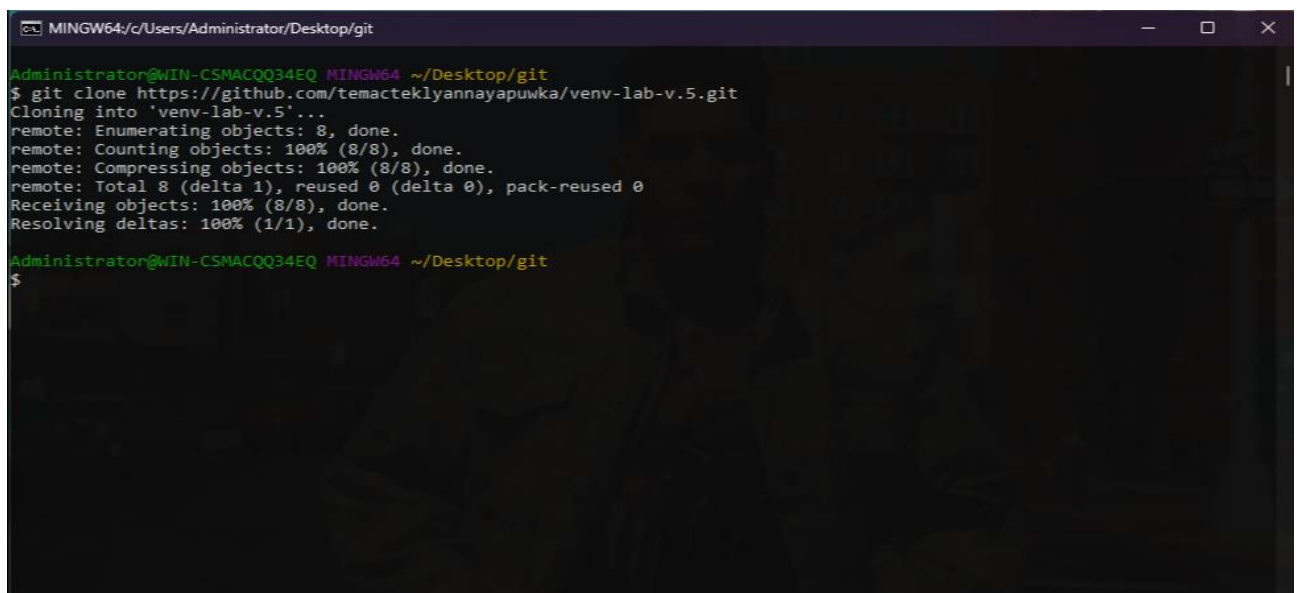 MINGW64:/c/Users/Administrator/Desktop/git
Administrator@WIN-CSMACQQ34EQ MINGW64 ~/Desktop/git
$ git clone https://github.com/temacteklyannayapuwka/venv-lab-v.5.git
Cloning into 'venv-lab-v.5'...
remote: Enumerating objects: 8, done.
remote: Counting objects: 100% (8/8), done.
remote: Compressing objects: 100% (8/8), done.
remote: Total 8 (delta 1), reused 0 (delta 0), pack-reused 0
Receiving objects: 100% (8/8), done.
Resolving deltas: 100% (1/1), done.
Administrator@WIN-CSMACQQ34EQ MINGW64 ~/Desktop/git
$